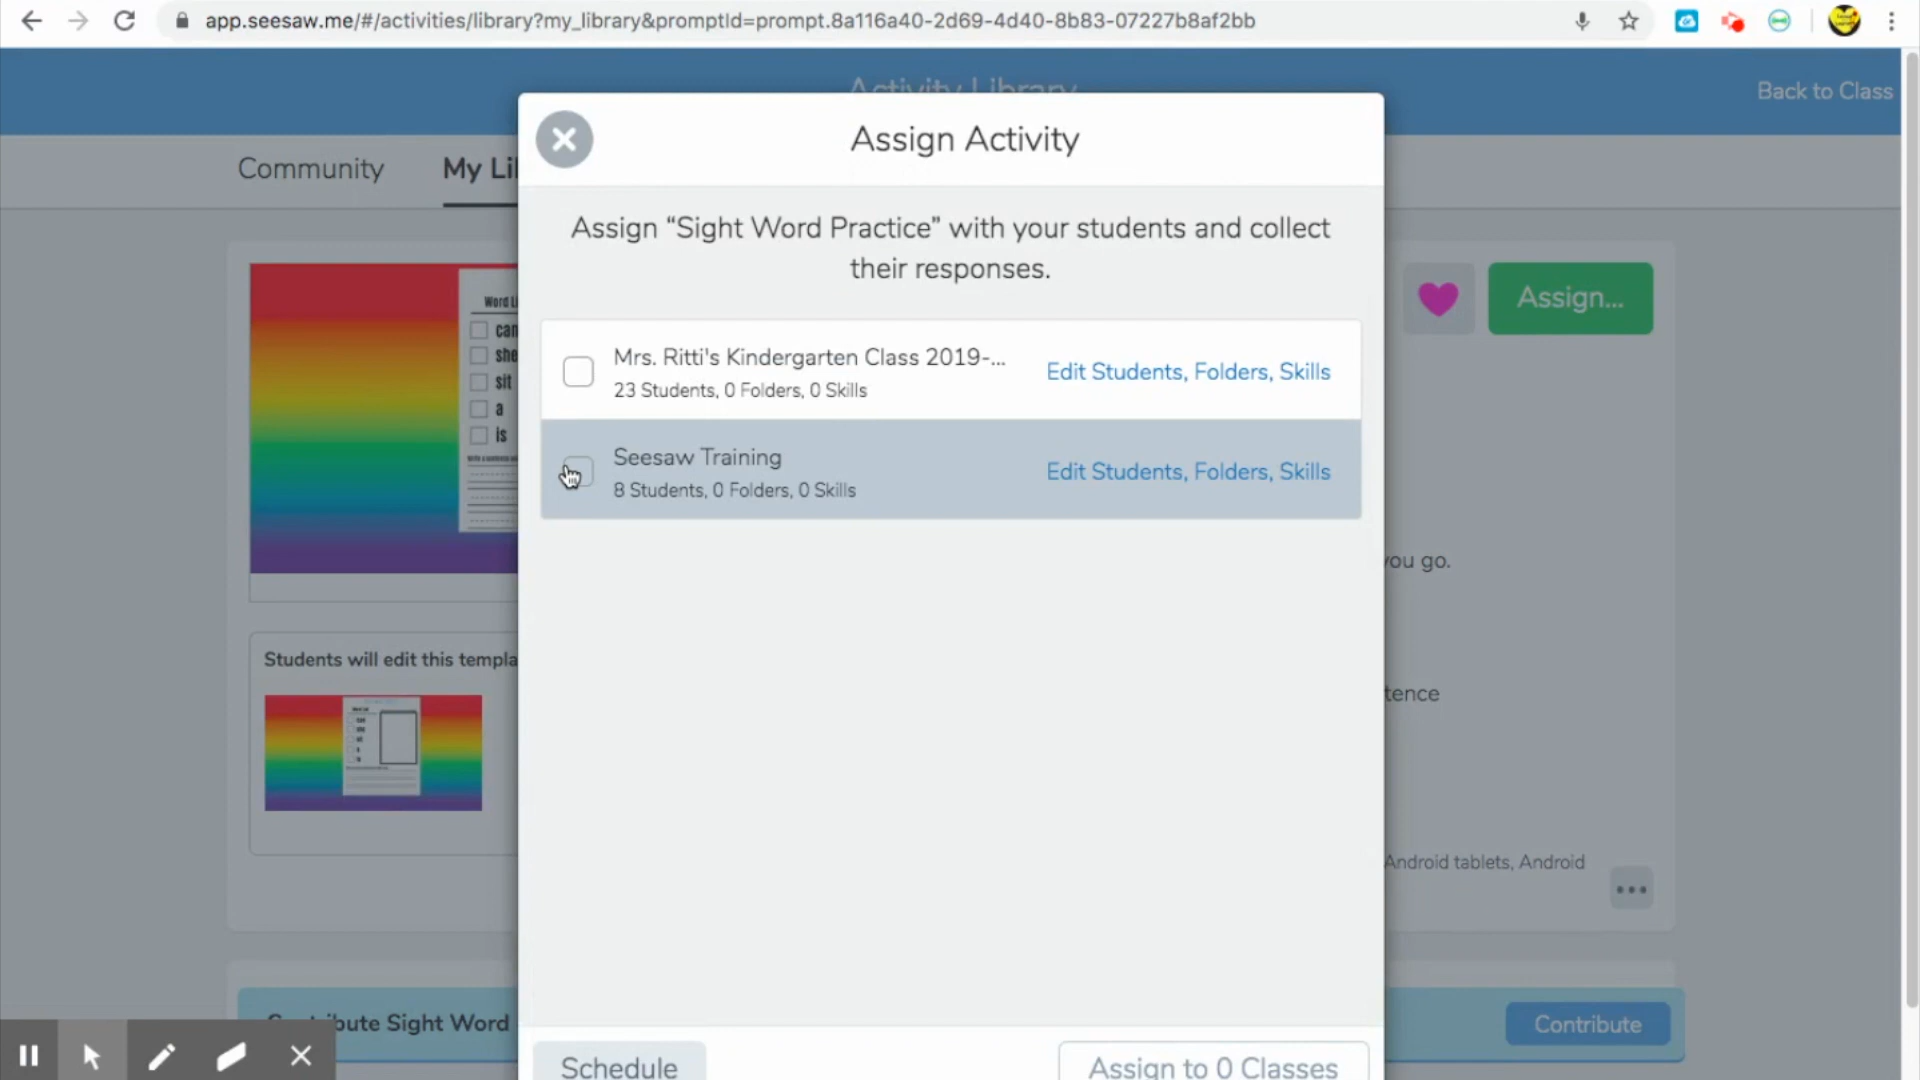 app.seesaw.me/#/activities/library?my_library&promptId=prompt.8a116a40-2d69-4d40-8b83-07227b8af2bb
Activity Library
Back to Class
Community
My Li
Assign Activity
Assign “Sight Word Practice” with your students and collect
their responses.
Assign...
Mrs. Ritti's Kindergarten Class 2019-...
23 Students, 0 Folders, 0 Skills
Edit Students, Folders, Skills
Seesaw Training
8 Students, 0 Folders, 0 Skills
Edit Students, Folders, Skills
Word Li
can
she
sit
a
is
you go.
Students will edit this templa
tence
Android tablets, Android
bute Sight Word
Contribute
Schedule
Assign to 0 Classes